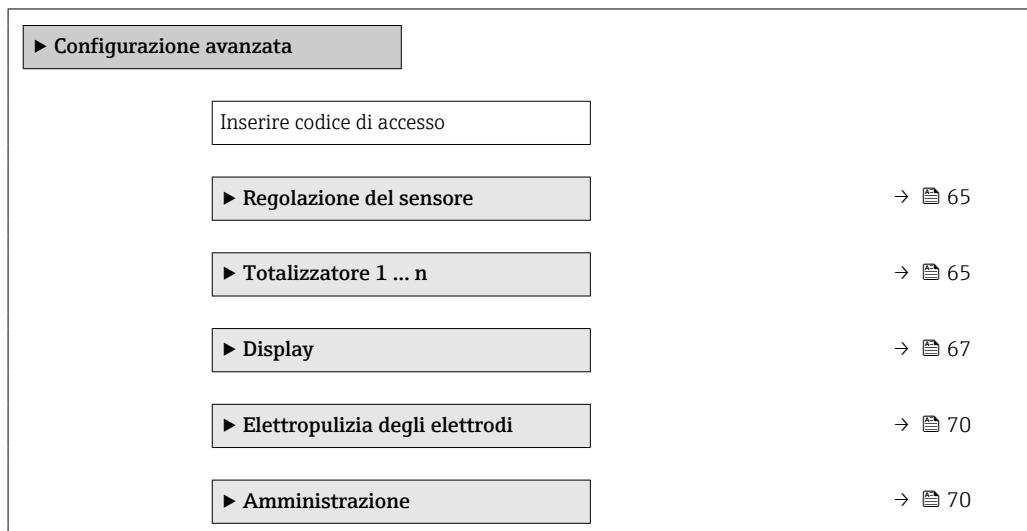 ▶ Configurazione avanzata
Inserire codice di accesso
▶ Regolazione del sensore → 65
▶ Totalizzatore 1 … n → 65
▶ Display → 67
▶ Elettropulizia degli elettrodi → 70
▶ Amministrazione → 70